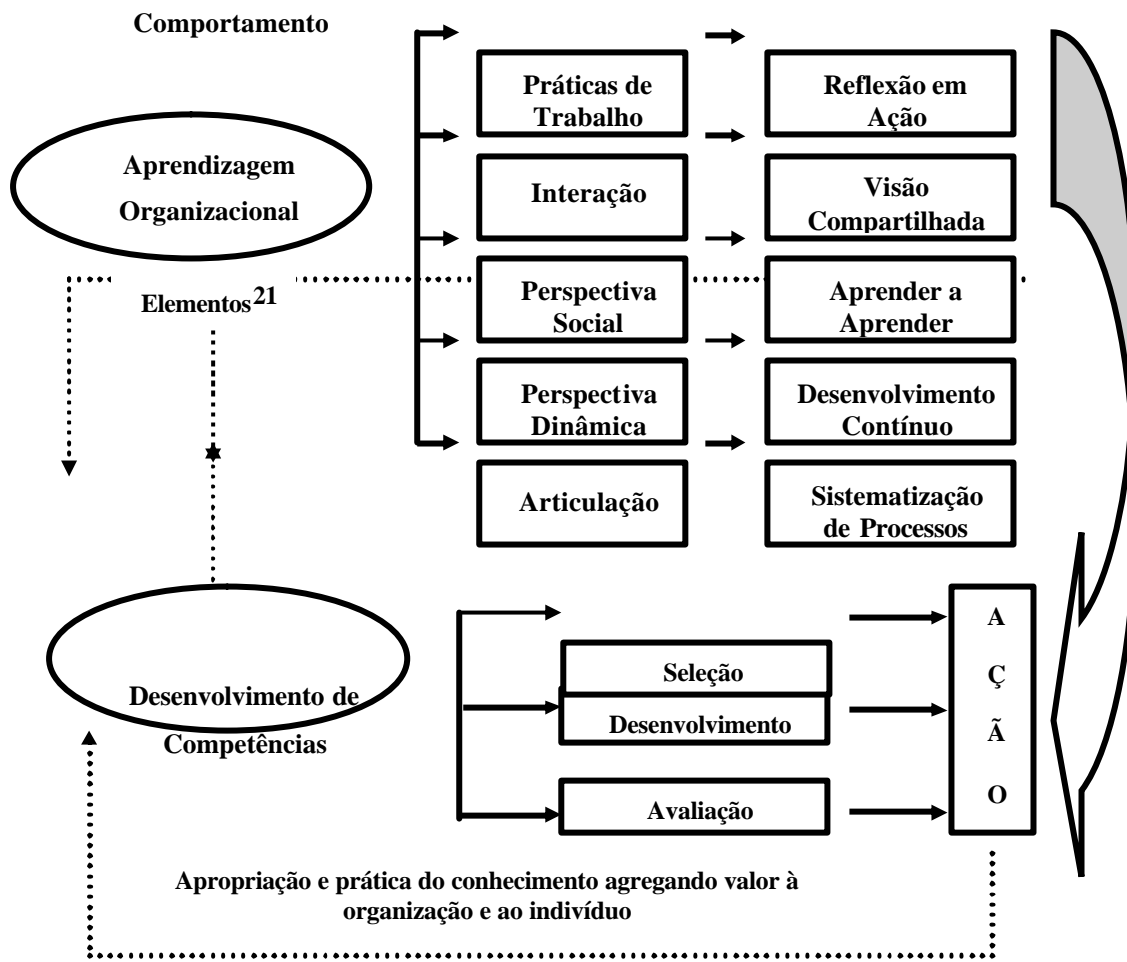 Comportamento
Práticas de
Trabalho
Reflexão em
Ação
Aprendizagem
Organizacional
Interação
Visão
Compartilhada
Elementos21
Perspectiva
Social
Aprender a
Aprender
Perspectiva
Dinâmica
Desenvolvimento
Contínuo
Articulação
Sistematização
de Processos
Desenvolvimento de
Competências
Seleção
Desenvolvimento
Avaliação
A
Ç
Ã
O
Apropriação e prática do conhecimento agregando valor à
organização e ao indivíduo